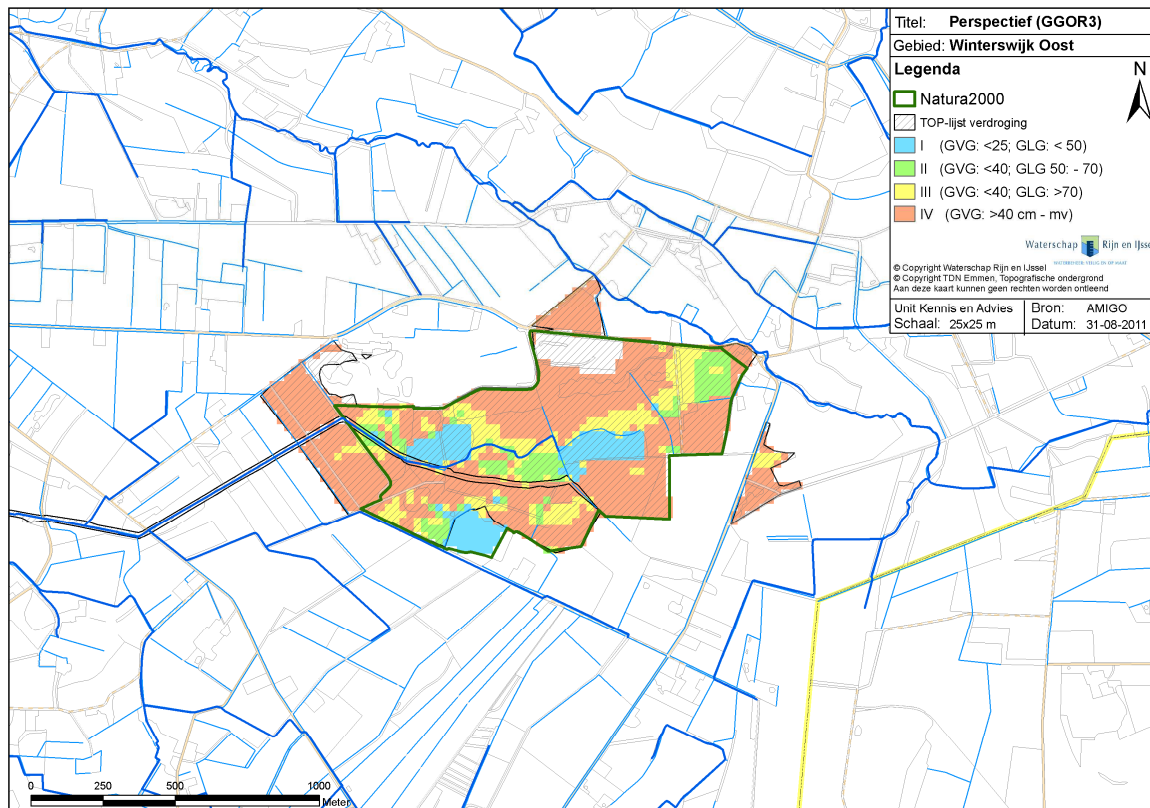 Titel: Perspectief (GGOR3)
Gebied: Winterswijk Oost
Legenda
N
Natura2000
TOP-lijst verdroging
I (GVG: <25; GLG: < 50)
II (GVG: <40; GLG 50: - 70)
III (GVG: <40; GLG: >70)
IV (GVG: >40 cm - mv)
Waterschap Rijn en IJssel
© Copyright Waterschap Rijn en IJssel
© Copyright TDN Emmen, Topografische ondergrond
Aan deze kaart kunnen geen rechten worden ontleend
Unit Kennis en Advies Bron: AMIGO
Schaal: 25x25 m Datum: 31-08-2011
0 250 500 1000
Meter